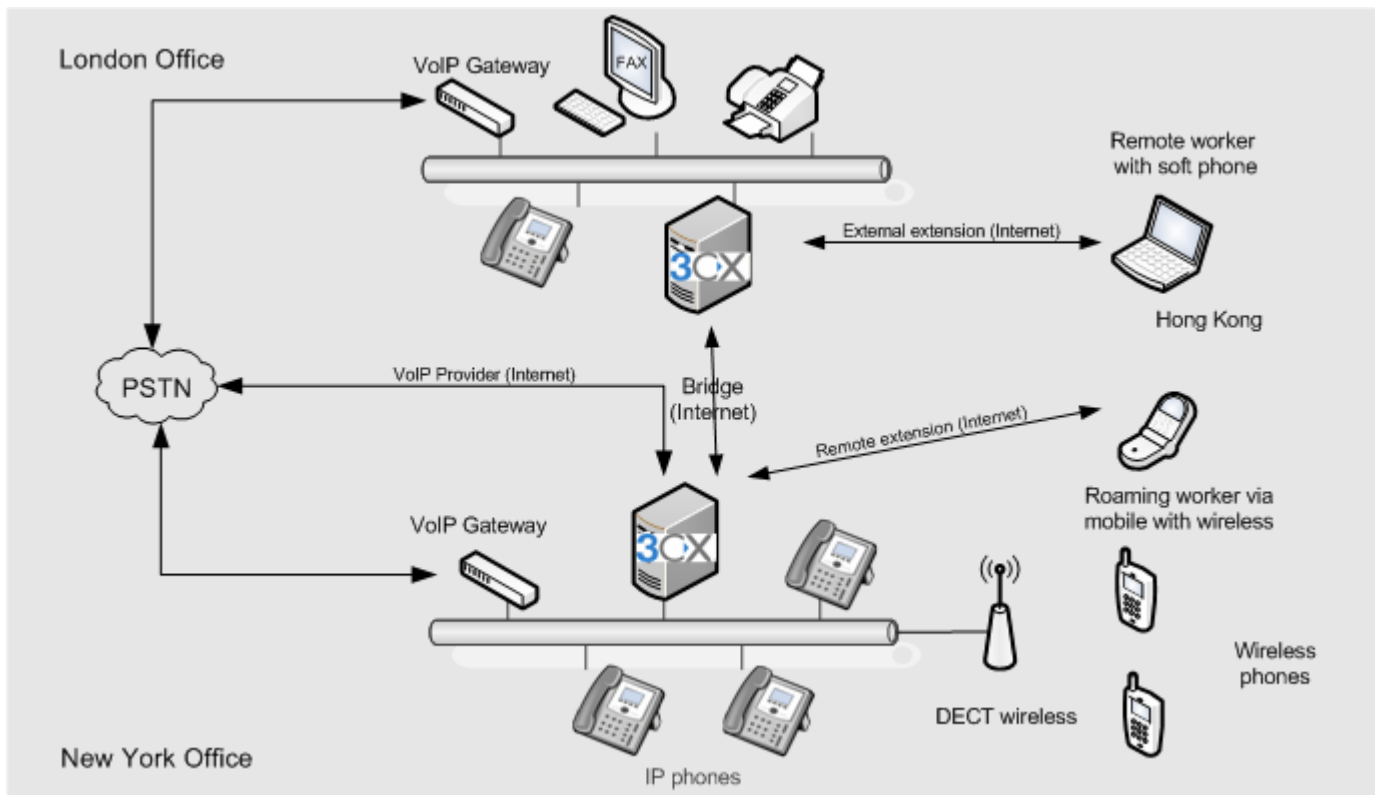 London Office
VoIP Gateway
FAX
Remote worker
with soft phone
External extension (Internet)
3CX
Hong Kong
PSTN
VoIP Provider (Internet)
Bridge
(Internet)
Remote extension (Internet)
Roaming worker via
mobile with wireless
VoIP Gateway
3CX
Wireless
phones
DECT wireless
New York Office
IP phones